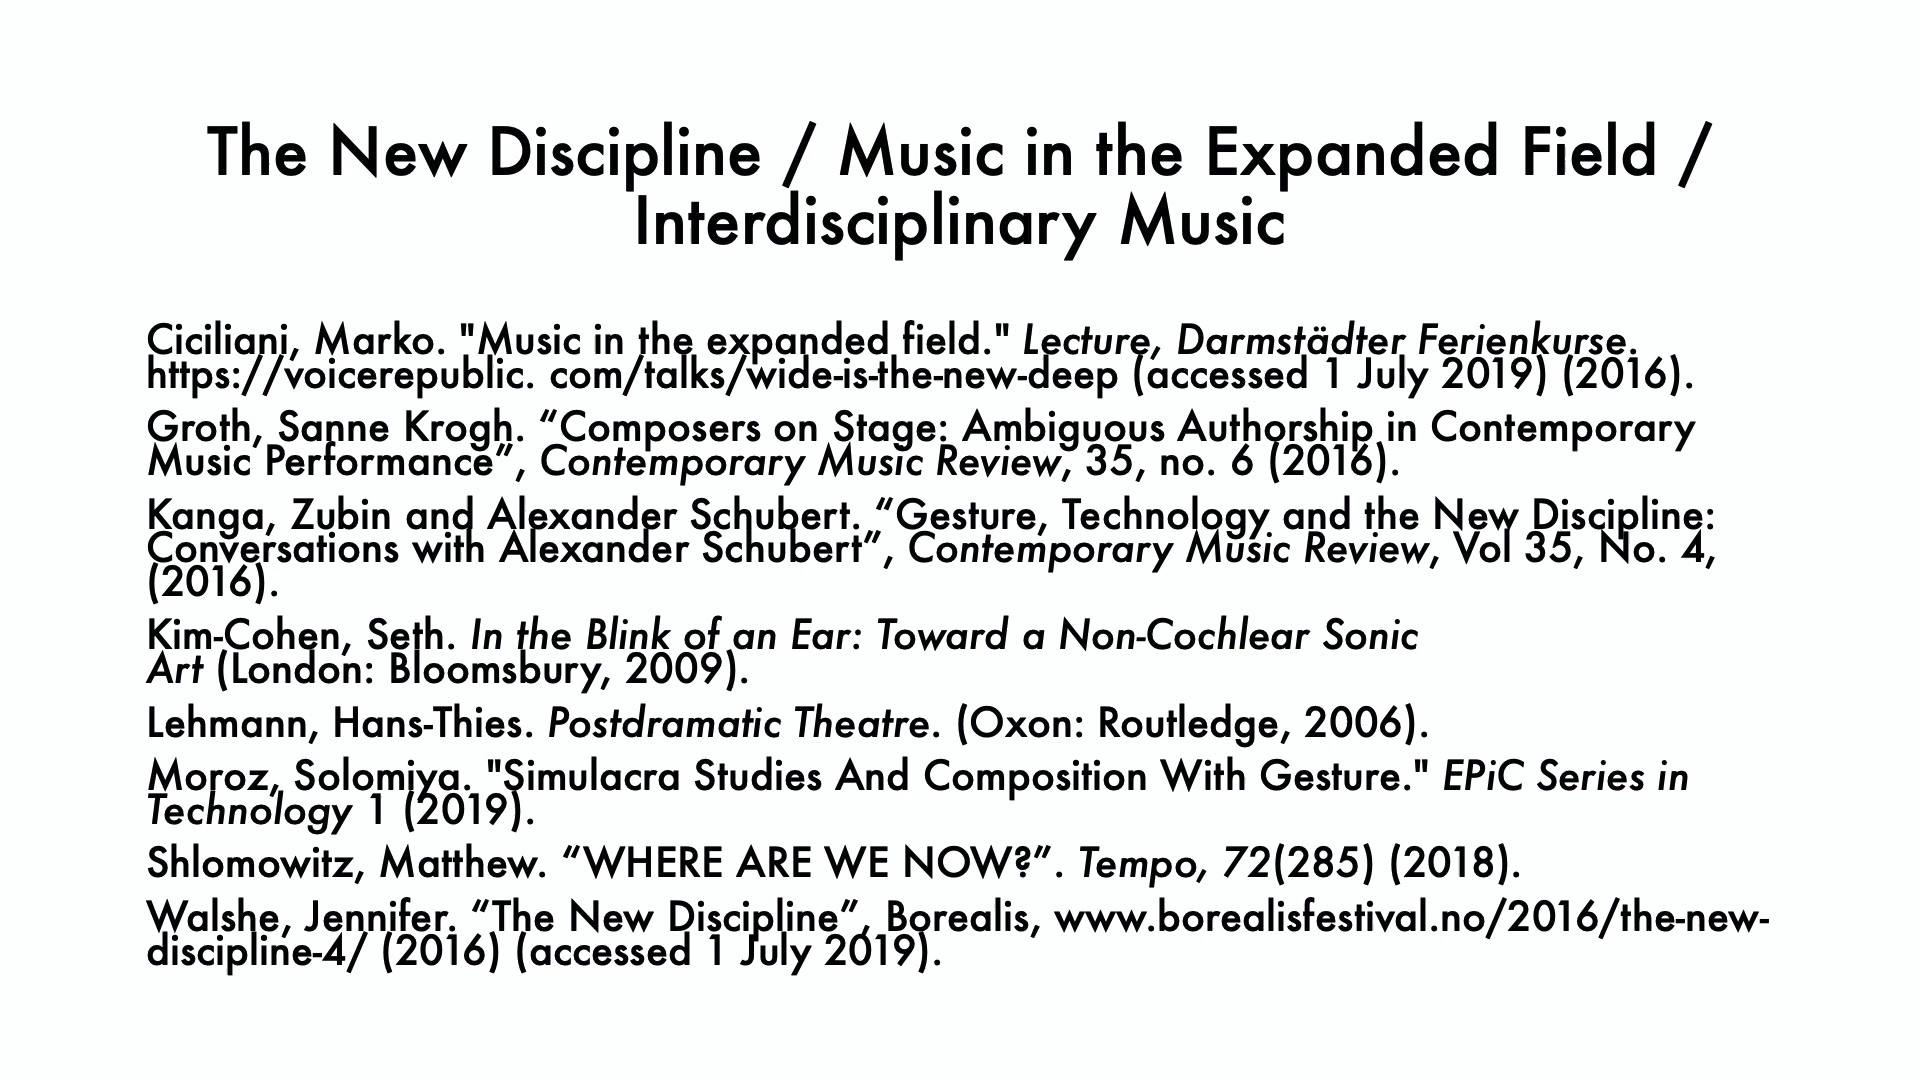 The New Discipline / Music in the Expanded Field /
Interdisciplinary Music
Ciciliani, Marko. "Music in the expanded field." Lecture, Darmstädter Ferienkurse.
https://voicerepublic. com/talks/wide-is-the-new-deep (accessed 1 July 2019) (2016).
Groth, Sanne Krogh. “Composers on Stage: Ambiguous Authorship in Contemporary
Music Performance”, Contemporary Music Review, 35, no. 6 (2016).
Kanga, Zubin and Alexander Schubert. “Gesture, Technology and the New Discipline:
Conversations with Alexander Schubert”, Contemporary Music Review, Vol 35, No. 4,
(2016).
Kim-Cohen, Seth. In the Blink of an Ear: Toward a Non-Cochlear Sonic
Art (London: Bloomsbury, 2009).
Lehmann, Hans-Thies. Postdramatic Theatre. (Oxon: Routledge, 2006).
Moroz, Solomiya. "Simulacra Studies And Composition With Gesture." EPiC Series in
Technology 1 (2019).
Shlomowitz, Matthew. “WHERE ARE WE NOW?”. Tempo, 72(285) (2018).
Walshe, Jennifer. “The New Discipline”, Borealis, www.borealisfestival.no/2016/the-new-
discipline-4/ (2016) (accessed 1 July 2019).